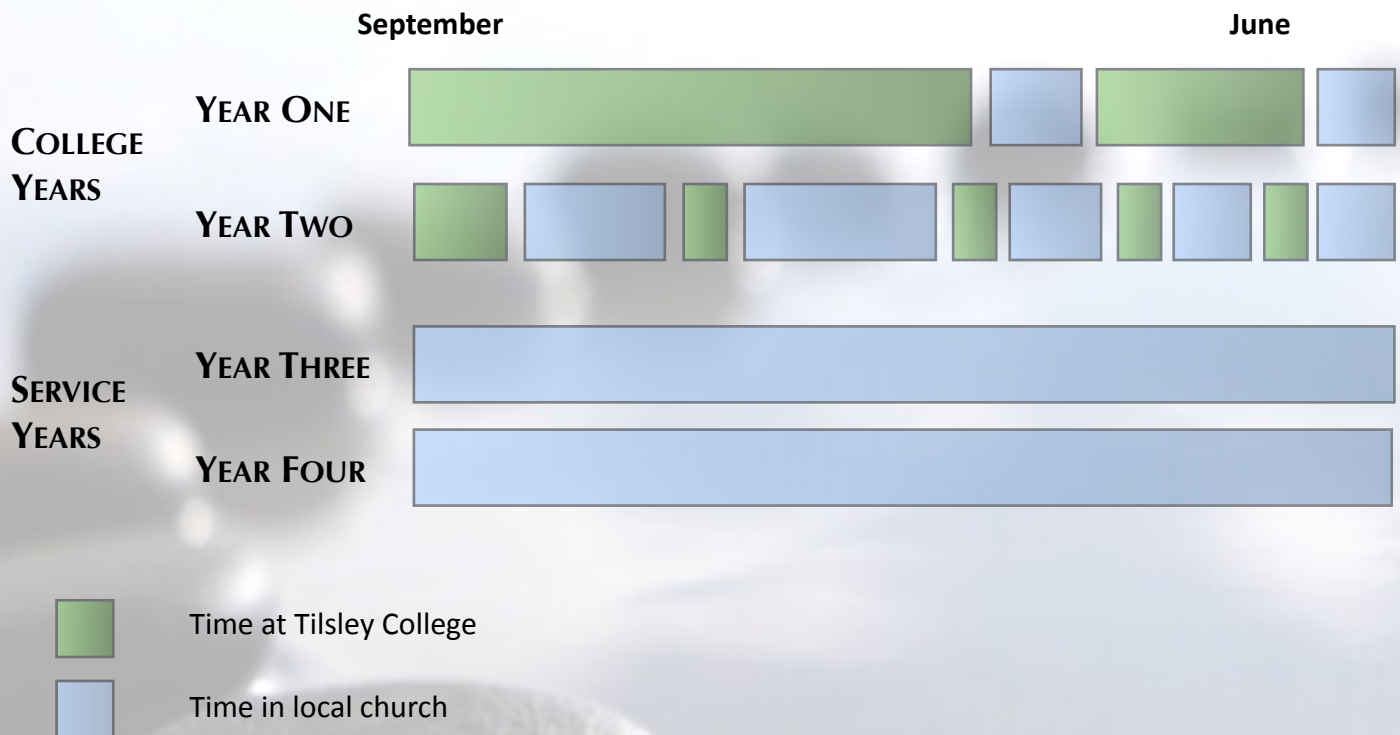 September June
COLLEGE
YEARS
YEAR ONE
YEAR TWO
SERVICE
YEARS
YEAR THREE
YEAR FOUR
Time at Tilsley College
Time in local church